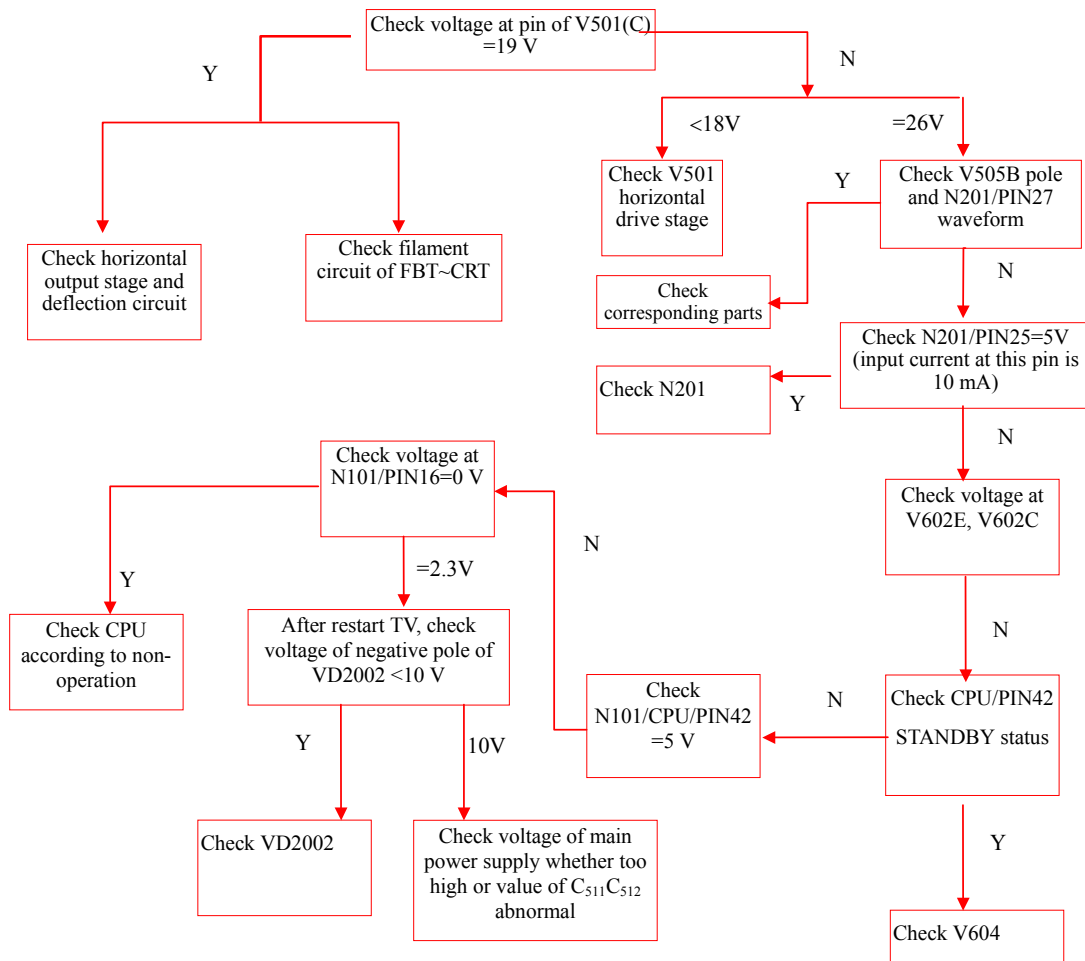 Check voltage at pin of V501(C)
=19 V
Y
N
<18V
=26V
Check V501
horizontal
drive stage
Y
Check V505B pole
and N201/PIN27
waveform
Check horizontal
output stage and
deflection circuit
Check filament
circuit of FBT~CRT
N
Check
corresponding parts
Check N201/PIN25=5V
(input current at this pin is
10 mA)
Check N201
Y
N
Check voltage at
N101/PIN16=0 V
Check voltage at
V602E, V602C
N
Y
=2.3V
N
Check CPU
according to non-
operation
After restart TV, check
voltage of negative pole of
VD2002 <10 V
Check
N101/CPU/PIN42
=5 V
N
Check CPU/PIN42
STANDBY status
Y
10V
Check VD2002
Check voltage of main
power supply whether too
high or value of C511C512
abnormal
Y
Check V604